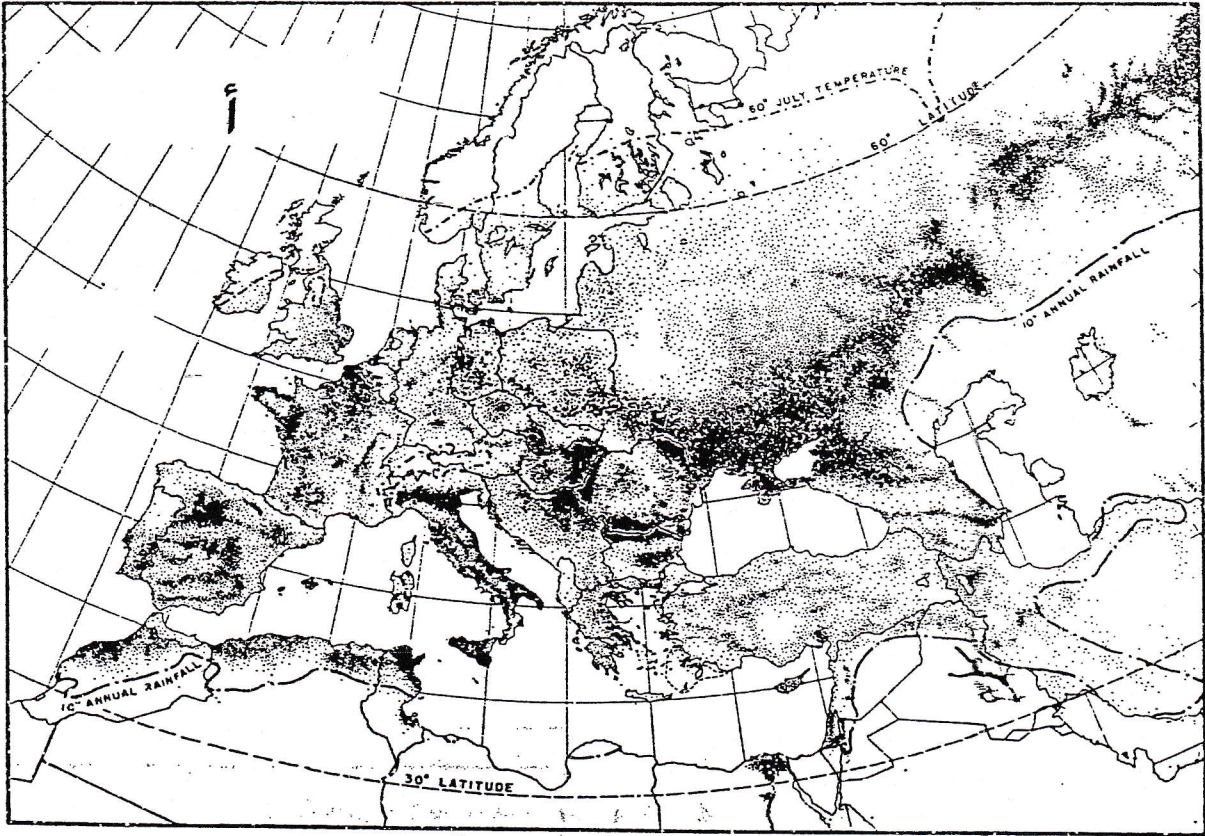 أ
60° JULY TEMPERATURE
60° LATITUDE
10" ANNUAL RAINFALL
10" ANNUAL RAINFALL
30° LATITUDE